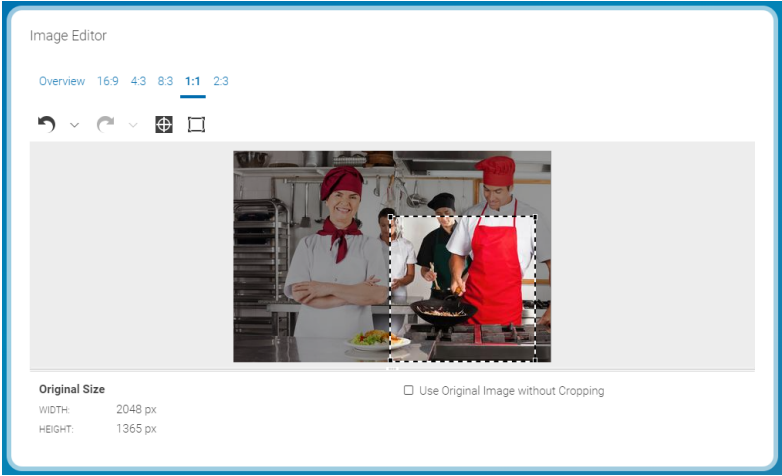 Image Editor
Overview 16:9 4:3 8:3 1:1 2:3
Original Size
Use Original Image without Cropping
WIDTH: 2048 px
HEIGHT: 1365 px